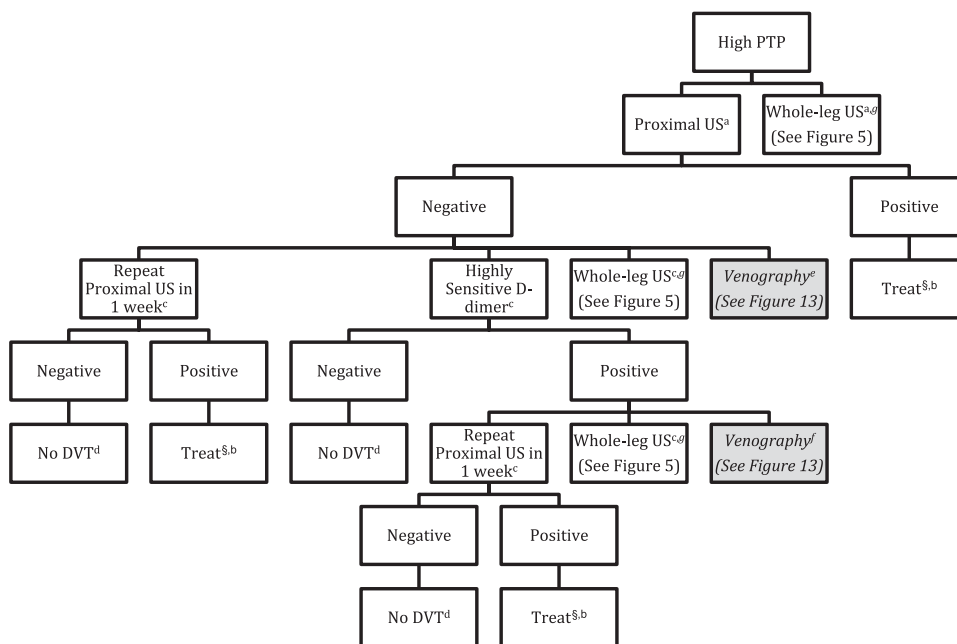 High PTP
Proximal USᵃ
Whole-leg USᵃ,ᵍ
(See Figure 5)
Negative
Positive
Repeat
Proximal US in
1 weekᶜ
Highly
Sensitive D-
dimerᶜ
Whole-leg USᶜ,ᵍ
(See Figure 5)
Venographyᵉ
(See Figure 13)
Treat§,ᵇ
Negative
Positive
Negative
Positive
No DVTᵈ
Treat§,ᵇ
No DVTᵈ
Repeat
Proximal US in
1 weekᶜ
Whole-leg USᶜ,ᵍ
(See Figure 5)
Venographyᶠ
(See Figure 13)
Negative
Positive
No DVTᵈ
Treat§,ᵇ